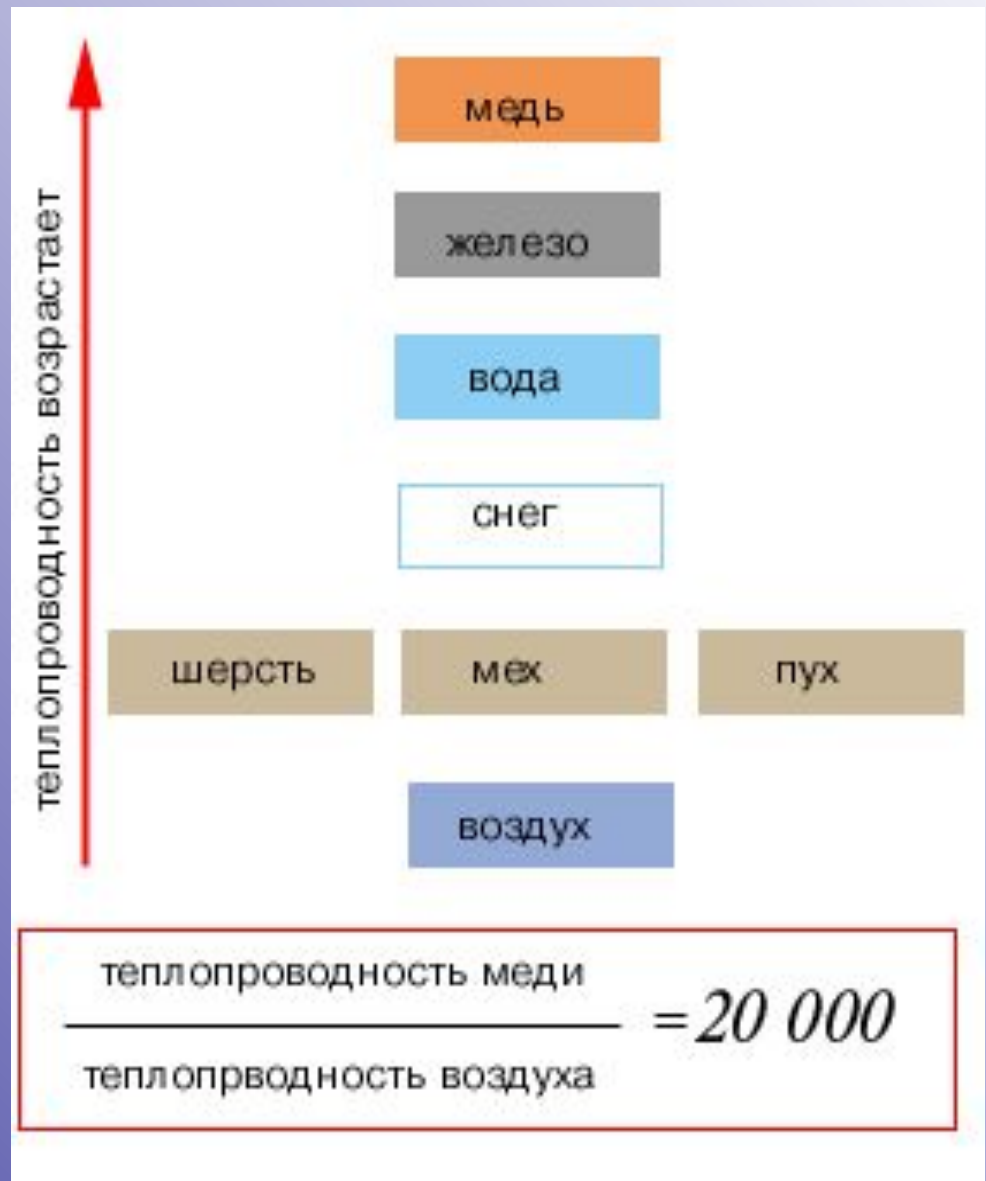 теплопроводность возрастает
медь
железо
вода
снег
шерсть мех пух
воздух
теплопроводность меди
теплопрводность воздуха
= 20 000